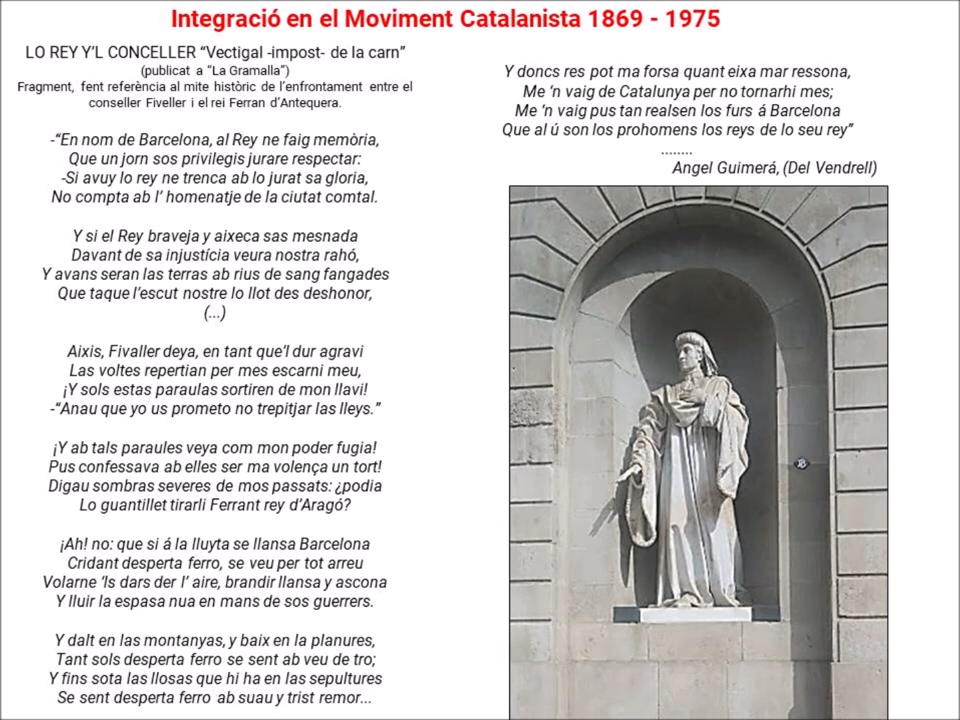 Integració en el Moviment Catalanista 1869 - 1975
LO REY Y’L CONCELLER “Vectigal -impost- de la carn”
(publicat a “La Gramalla”)
Fragment, fent referència al mite històric de l’enfrontament entre el
conseller Fiveller i el rei Ferran d’Antequera.
-“En nom de Barcelona, al Rey ne faig memòria,
Que un jorn sos privilegis jurare respectar:
-Si avuy lo rey ne trenca ab lo jurat sa gloria,
No compta ab l’ homenatje de la ciutat comtal.
Y si el Rey braveja y aixeca sas mesnada
Davant de sa injustícia veura nostra rahó,
Y avans seran las terras ab rius de sang fangades
Que taque l’escut nostre lo llot des deshonor,
(...)
Aixis, Fivaller deya, en tant que’l dur agravi
Las voltes repertian per mes escarni meu,
¡Y sols estas paraulas sortiren de mon llavi!
-“Anau que yo us prometo no trepitjar las lleys.”
¡Y ab tals paraules veya com mon poder fugia!
Pus confessava ab elles ser ma volença un tort!
Digau sombras severes de mos passats: ¿podia
Lo guantillet tirarli Ferrant rey d’Aragó?
¡Ah! no: que si á la lluyta se llansa Barcelona
Cridant desperta ferro, se veu per tot arreu
Volarne ‘ls dars der l’ aire, brandir llansa y ascona
Y lluir la espasa nua en mans de sos guerrers.
Y dalt en las montanyas, y baix en la planures,
Tant sols desperta ferro se sent ab veu de tro;
Y fins sota las llosas que hi ha en las sepultures
Se sent desperta ferro ab suau y trist remor...
Y doncs res pot ma forsa quant eixa mar ressona,
Me ‘n vaig de Catalunya per no tornarhi mes;
Me ‘n vaig pus tan realsen los furs á Barcelona
Que al ú son los prohomens los reys de lo seu rey”
........
Angel Guimerá, (Del Vendrell)